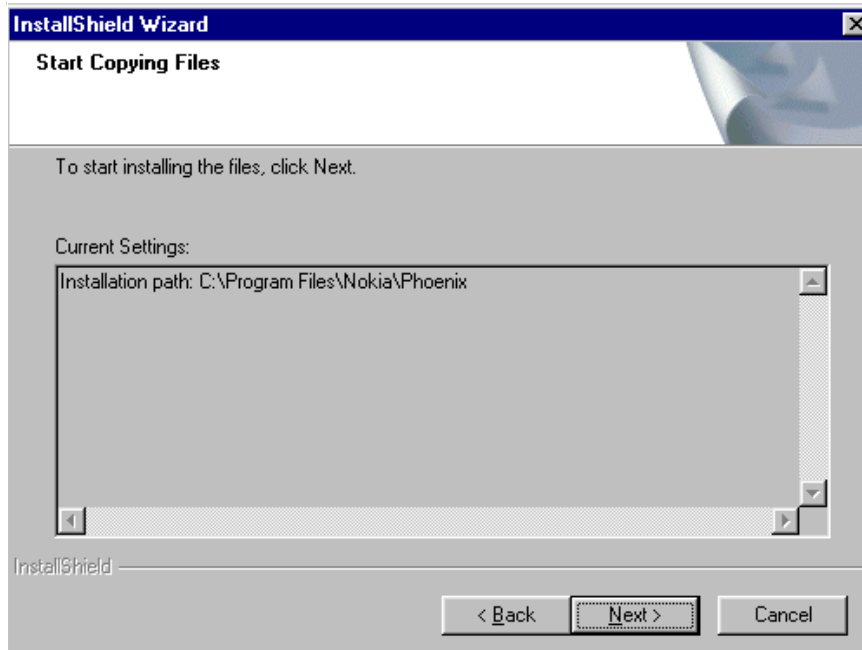 InstallShield Wizard
Start Copying Files
To start installing the files, click Next.
Current Settings:
Installation path: C:\Program Files\Nokia\Phoenix
InstallShield
< Back Next > Cancel